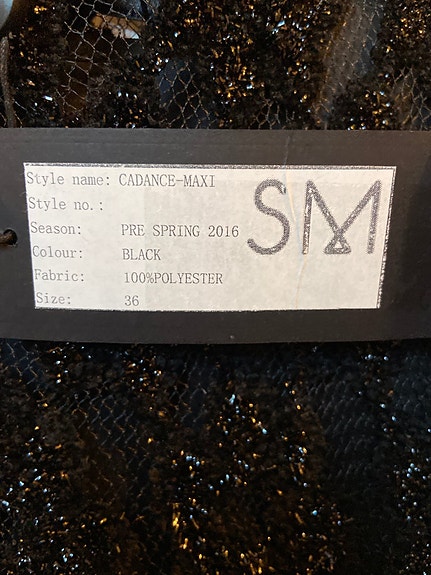 Style name: CADANCE-MAXI
Style no.:
Season: PRE SPRING 2016
Colour: BLACK
Fabric: 100%POLYESTER
Size: 36
SM